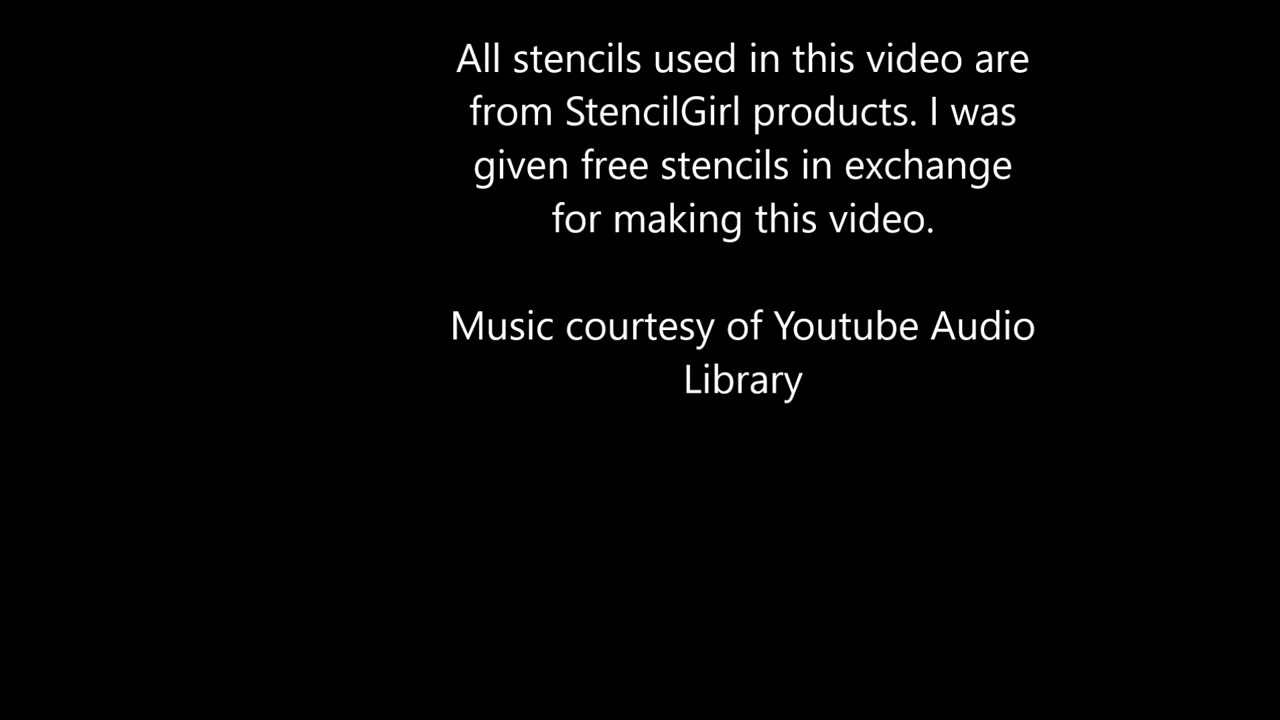 All stencils used in this video are
from StencilGirl products. I was
given free stencils in exchange
for making this video.
Music courtesy of Youtube Audio
Library